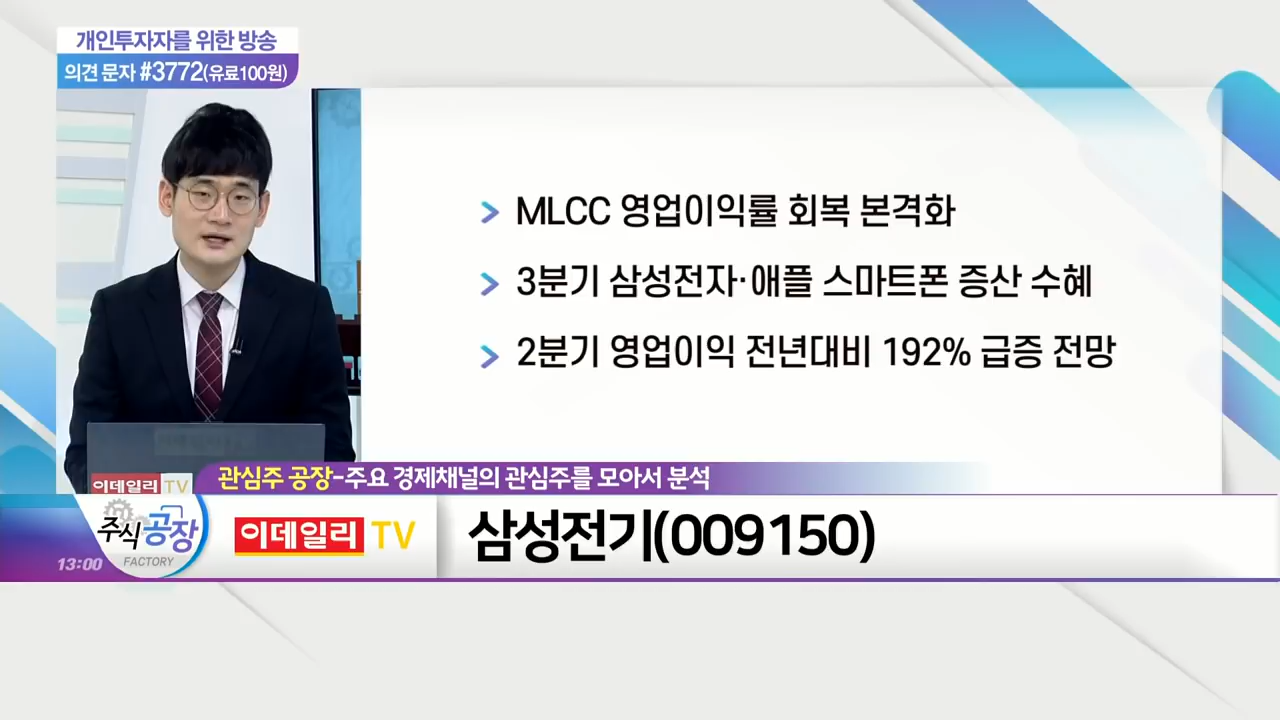 개인투자자를 위한 방송
의견 문자 #3772(유료100원)
MLCC 영업이익률 회복 본격화
3분기 삼성전자·애플 스마트폰 증산 수혜
2분기 영업이익 전년대비 192% 급증 전망
이데일리 TV
관심주 공장-주요 경제채널의 관심주를 모아서 분석
주식공장
FACTORY
13:00
이데일리 TV
삼성전기(009150)